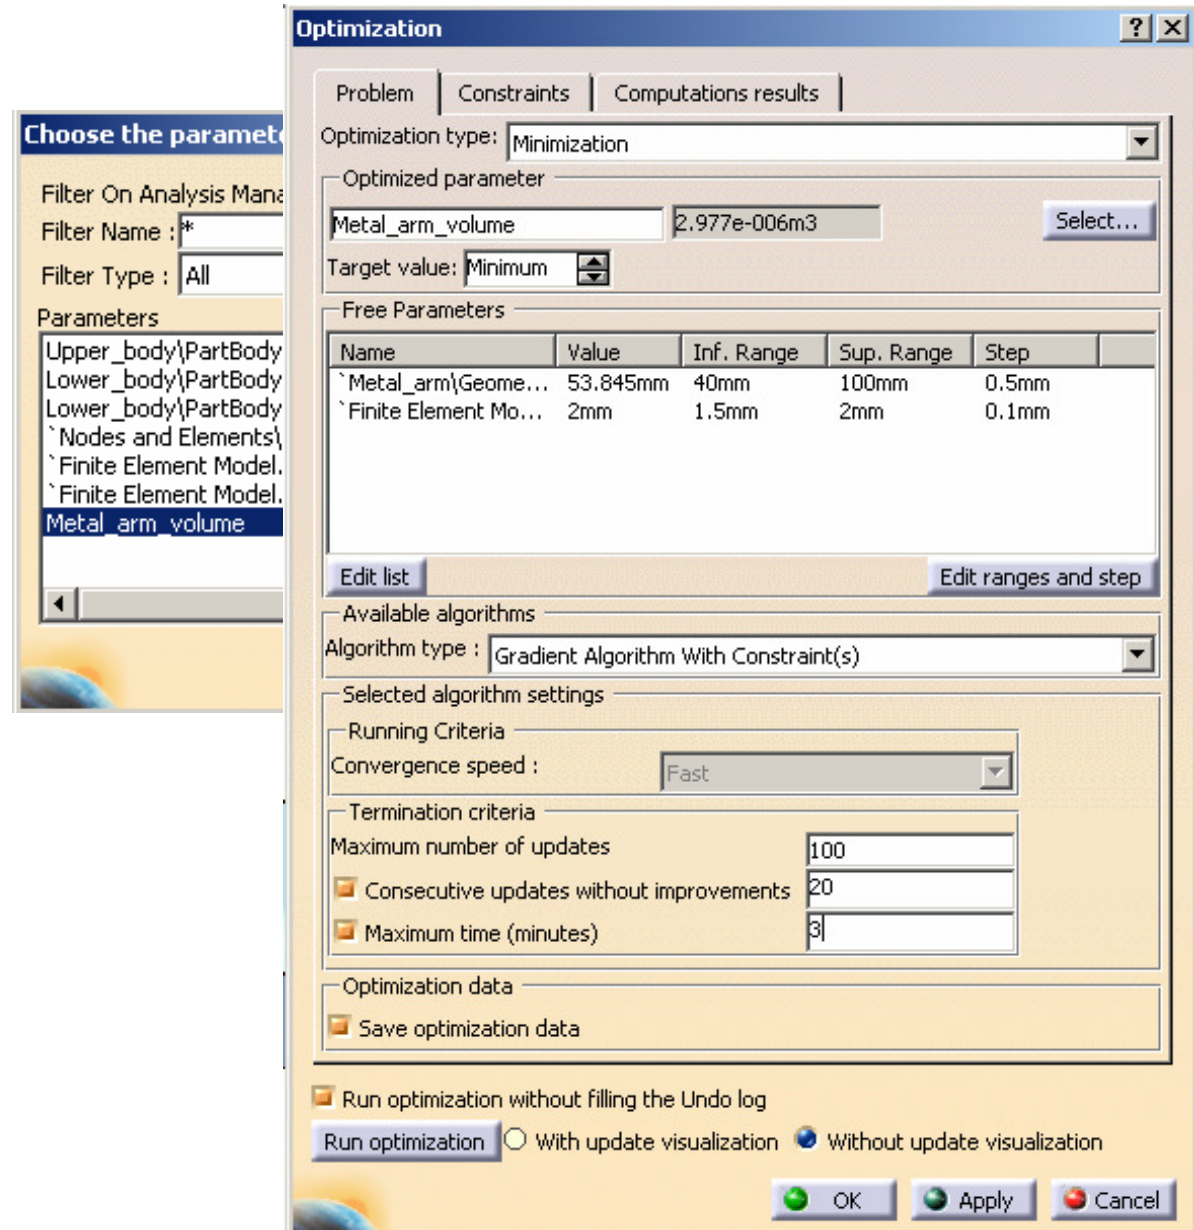 Choose the paramet
Filter On Analysis Mana
Filter Name : *
Filter Type : All
Parameters
Upper_body\PartBody
Lower_body\PartBody
Lower_body\PartBody
`Nodes and Elements\
`Finite Element Model.
`Finite Element Model.
Metal_arm_volume
Optimization
Problem Constraints Computations results
Optimization type: Minimization
Optimized parameter
Metal_arm_volume 2.977e-006m3 Select...
Target value: Minimum
Free Parameters
Name Value Inf. Range Sup. Range Step
`Metal_arm\Geome... 53.845mm 40mm 100mm 0.5mm
`Finite Element Mo... 2mm 1.5mm 2mm 0.1mm
Edit list Edit ranges and step
Available algorithms
Algorithm type : Gradient Algorithm With Constraint(s)
Selected algorithm settings
Running Criteria
Convergence speed : Fast
Termination criteria
Maximum number of updates 100
Consecutive updates without improvements 20
Maximum time (minutes) 3
Optimization data
Save optimization data
Run optimization without filling the Undo log
Run optimization With update visualization Without update visualization
OK Apply Cancel